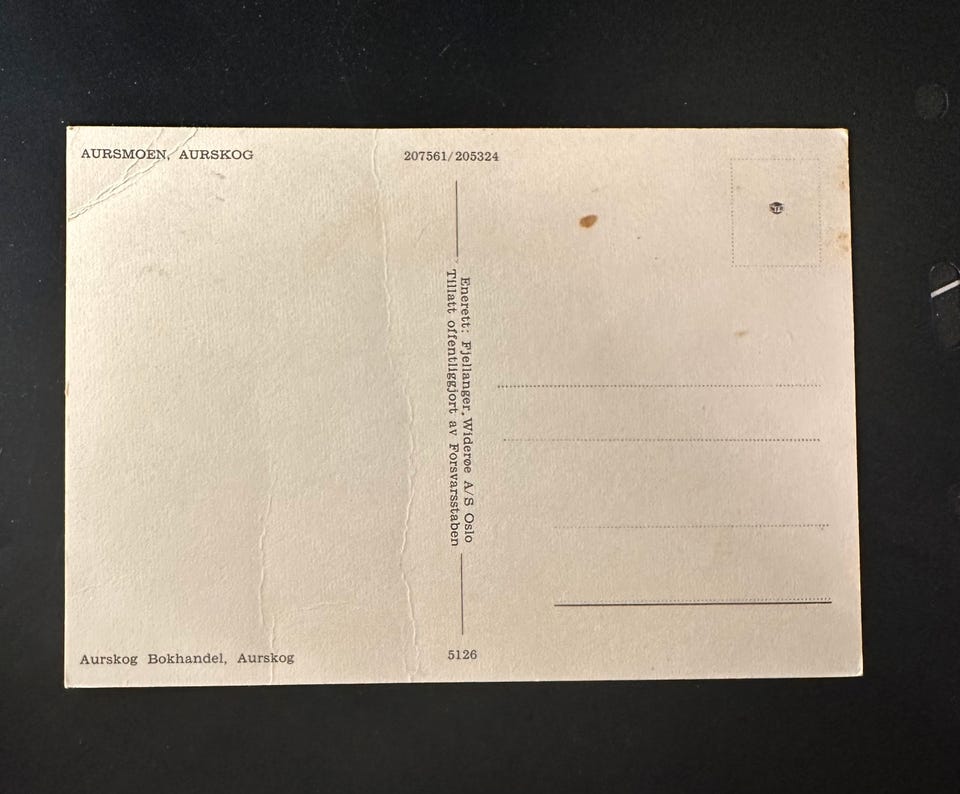 AURSMOEN, AURSKOG
207561/205324
Enerett: Fjellanger, Widerøe A/S Oslo
Tillatt offentliggjort av Forsvarsstaben
Aurskog Bokhandel, Aurskog
5126